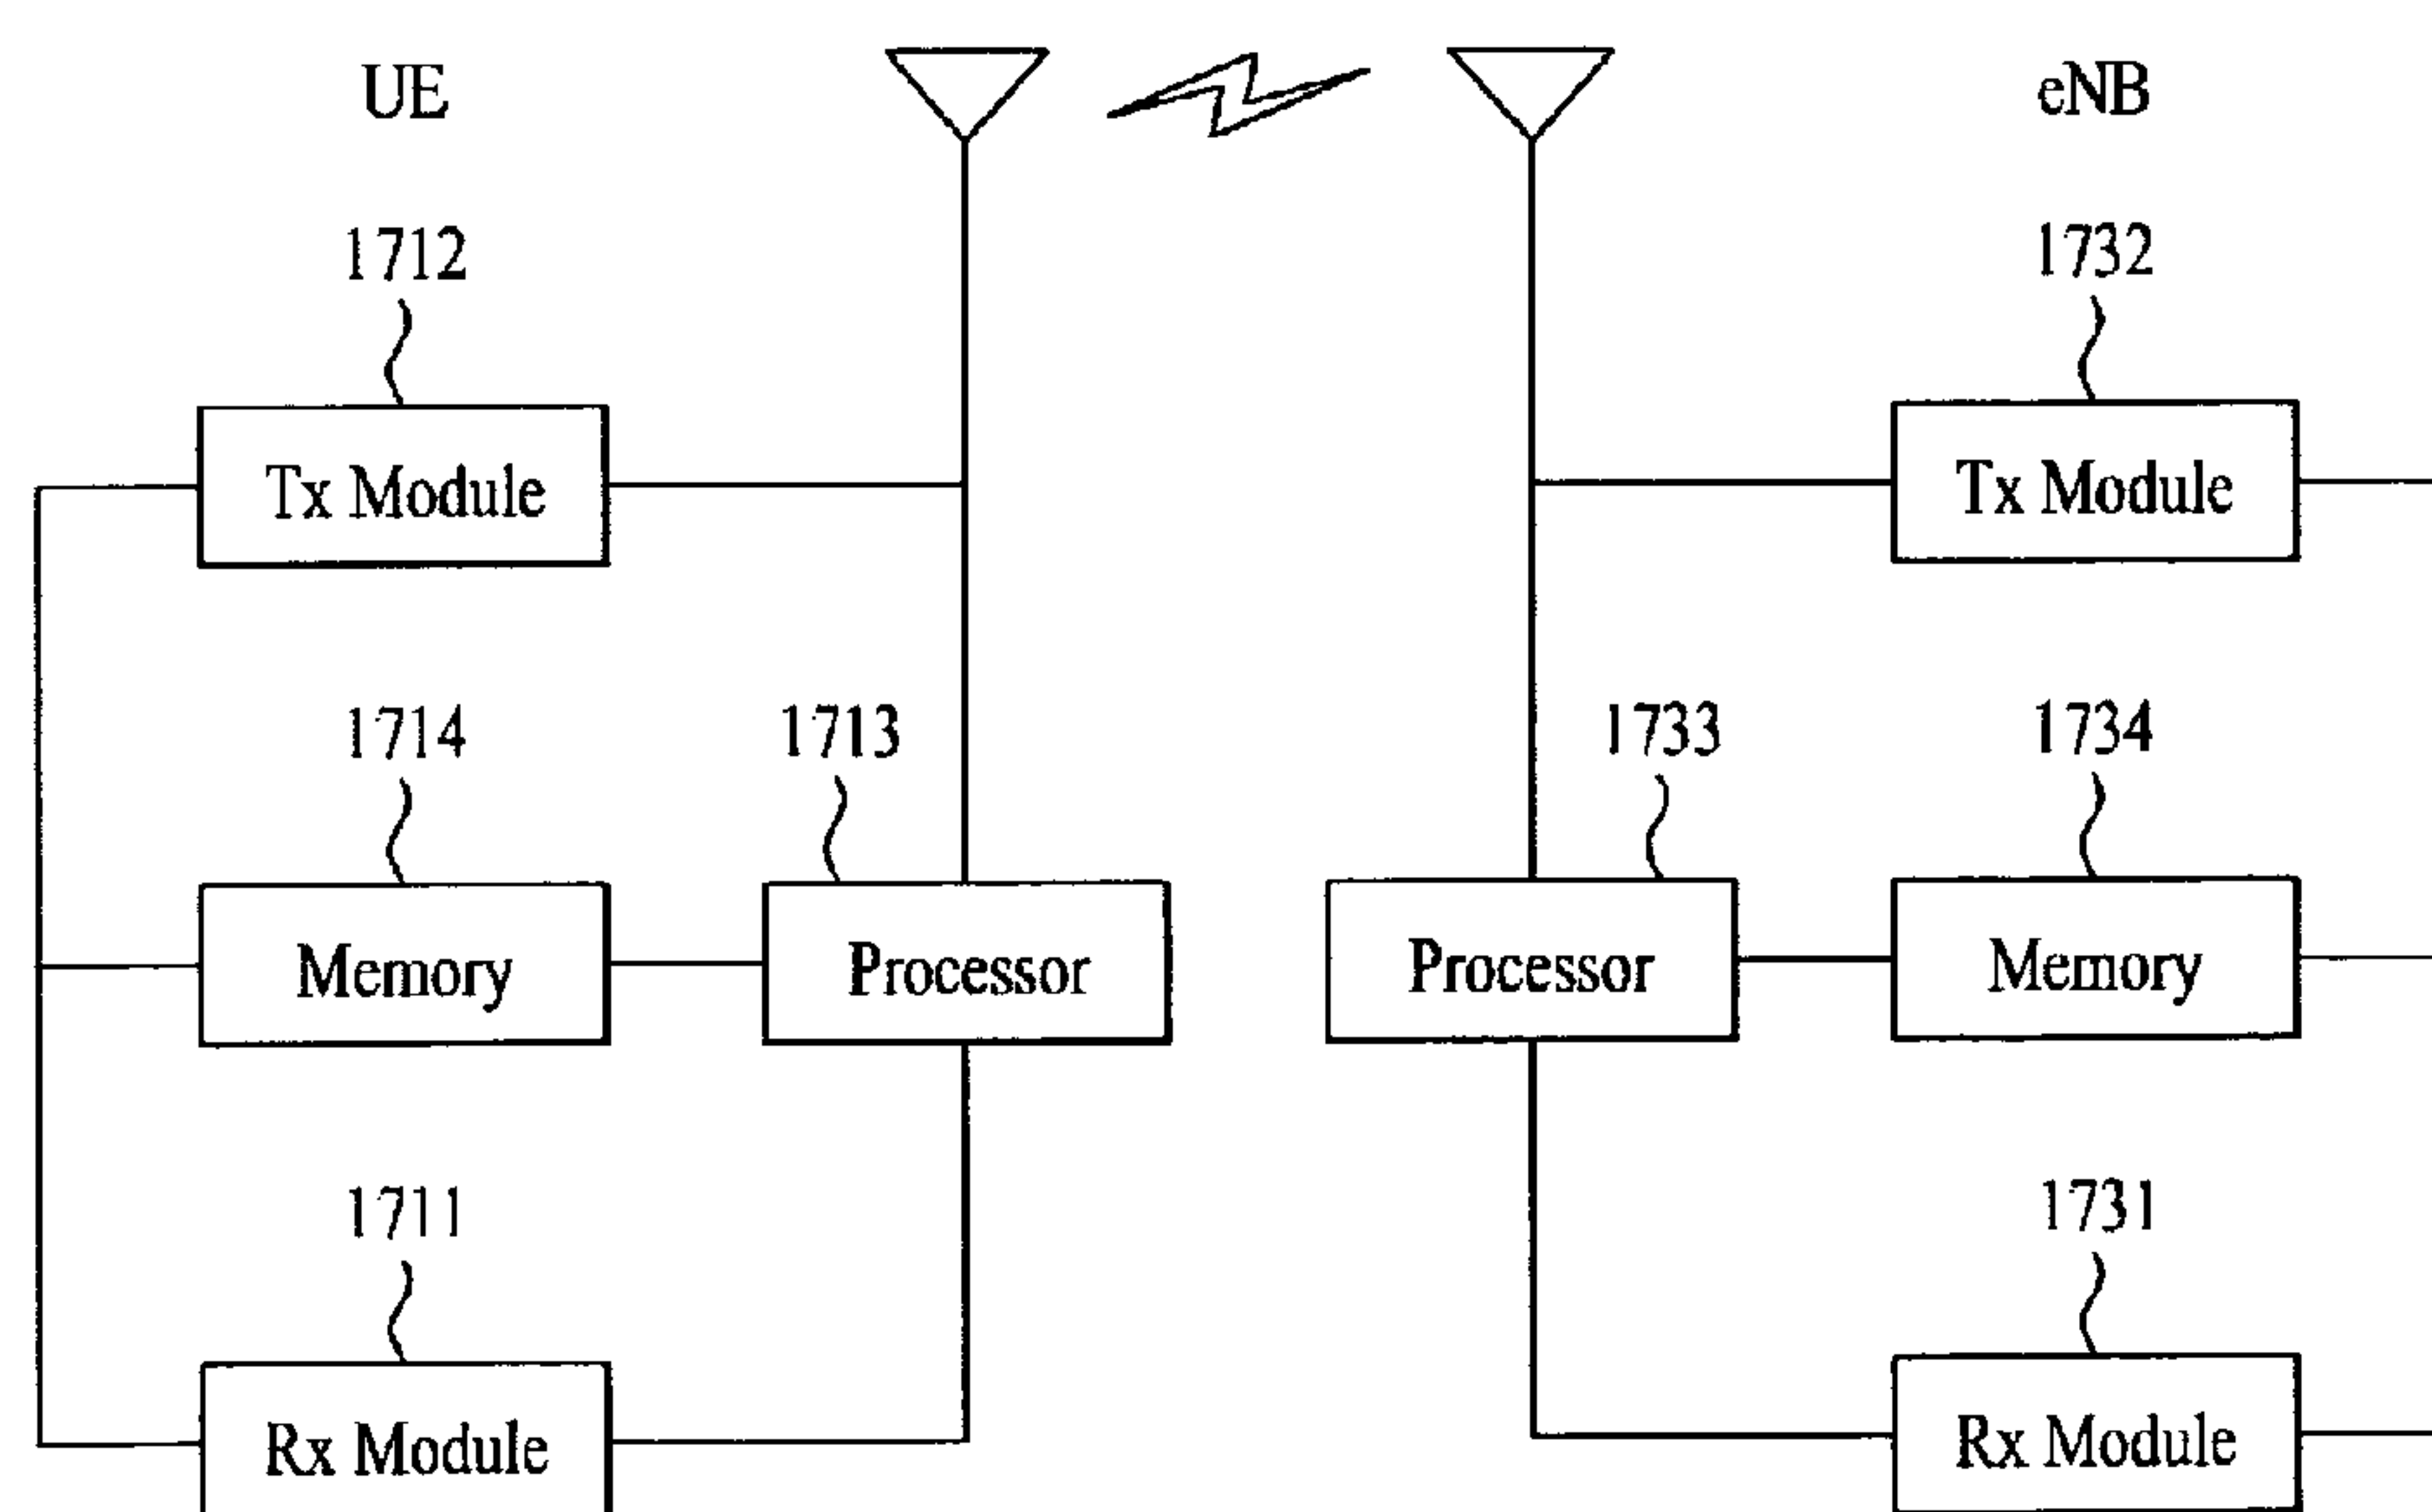 UE
eNB
1712
1732
Tx Module
Tx Module
1714
1713
1733
1734
Memory
Processor
Processor
Memory
1711
1731
Rx Module
Rx Module